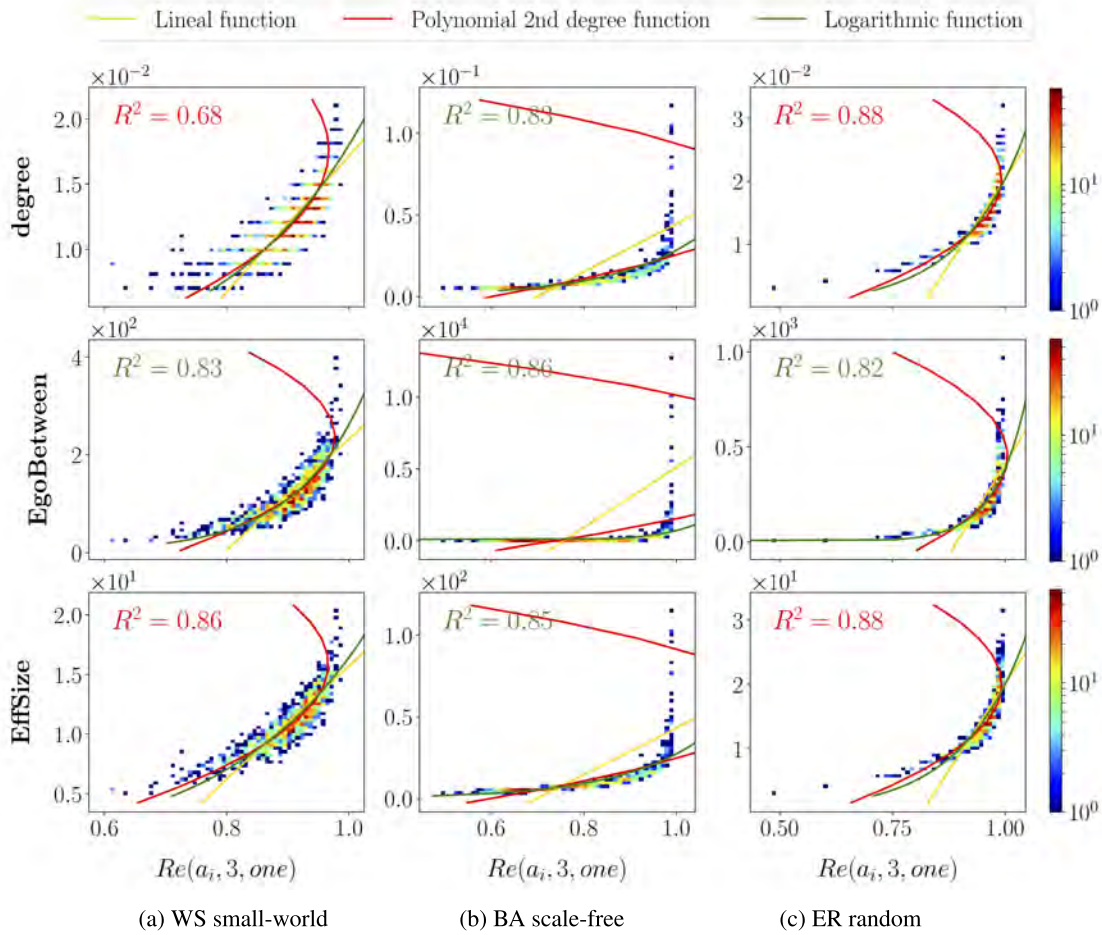 Lineal function Polynomial 2nd degree function Logarithmic function
×10⁻² ×10⁻¹ ×10⁻²
R² = 0.68 R² = 0.83 R² = 0.88
degree
2.0 1.5 1.0
1.0 0.5 0.0
3 2 1
10¹ 10⁰
×10² ×10⁴ ×10³
R² = 0.83 R² = 0.86 R² = 0.82
EgoBetween
4 2 0
1.0 0.5 0.0
1.0 0.5 0.0
10¹ 10⁰
×10¹ ×10² ×10¹
R² = 0.86 R² = 0.85 R² = 0.88
EffSize
2.0 1.5 1.0 0.5
1.0 0.5 0.0
3 2 1
10¹ 10⁰
0.6 0.8 1.0 0.6 0.8 1.0 0.50 0.75 1.00
Re(aᵢ, 3, one) Re(aᵢ, 3, one) Re(aᵢ, 3, one)
(a) WS small-world (b) BA scale-free (c) ER random